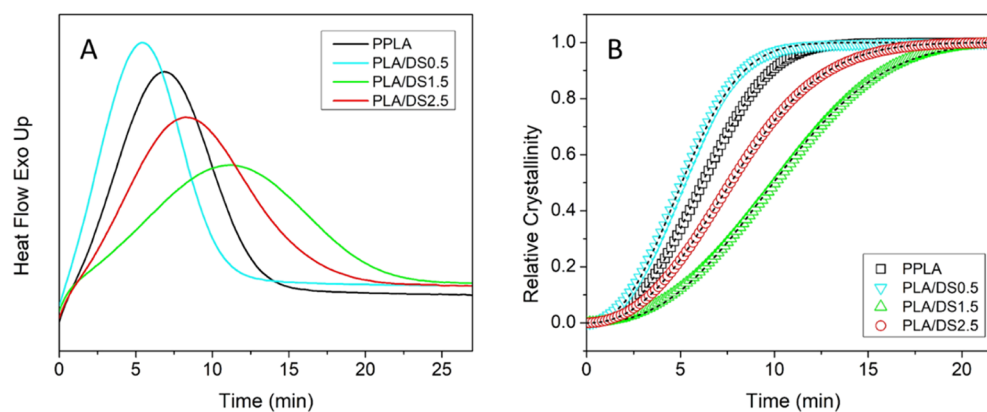 A
PPLA
PLA/DS0.5
PLA/DS1.5
PLA/DS2.5
Heat Flow Exo Up
0 5 10 15 20 25
Time (min)
B
1.0
0.8
0.6
0.4
0.2
0.0
Relative Crystallinity
PPLA
PLA/DS0.5
PLA/DS1.5
PLA/DS2.5
0 5 10 15 20
Time (min)